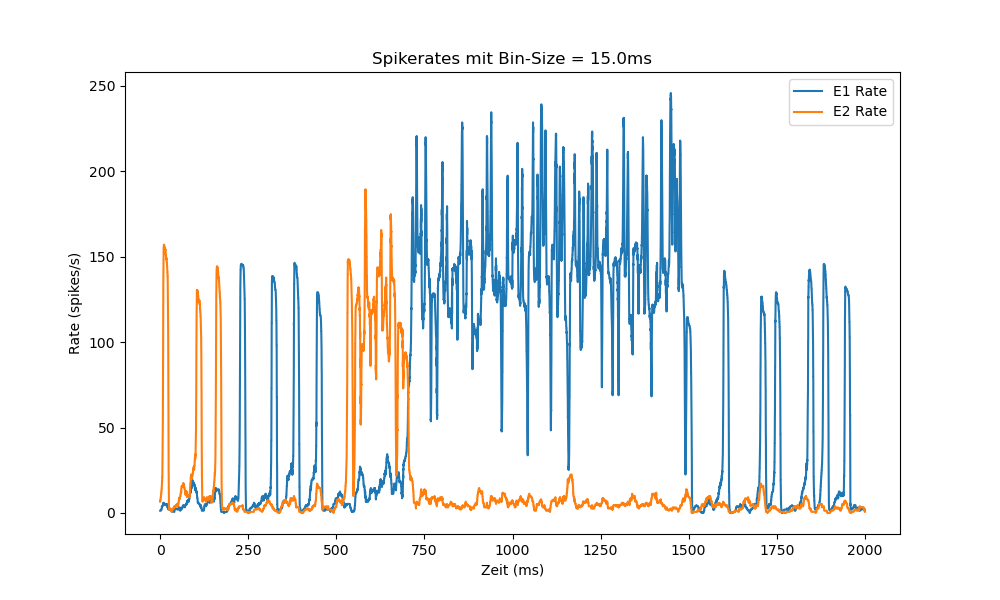 Spikerates mit Bin-Size = 15.0ms
E1 Rate
E2 Rate
250
200
150
100
50
0
Rate (spikes/s)
0 250 500 750 1000 1250 1500 1750 2000
Zeit (ms)